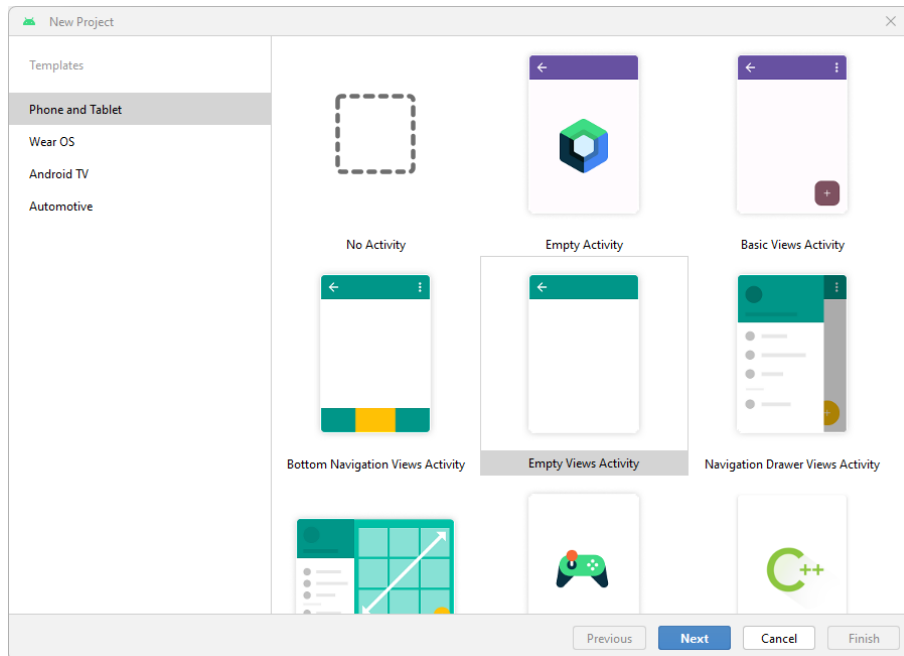 New Project
Templates
Phone and Tablet
Wear OS
Android TV
Automotive
No Activity
Empty Activity
Basic Views Activity
Bottom Navigation Views Activity
Empty Views Activity
Navigation Drawer Views Activity
C++
Previous
Next
Cancel
Finish